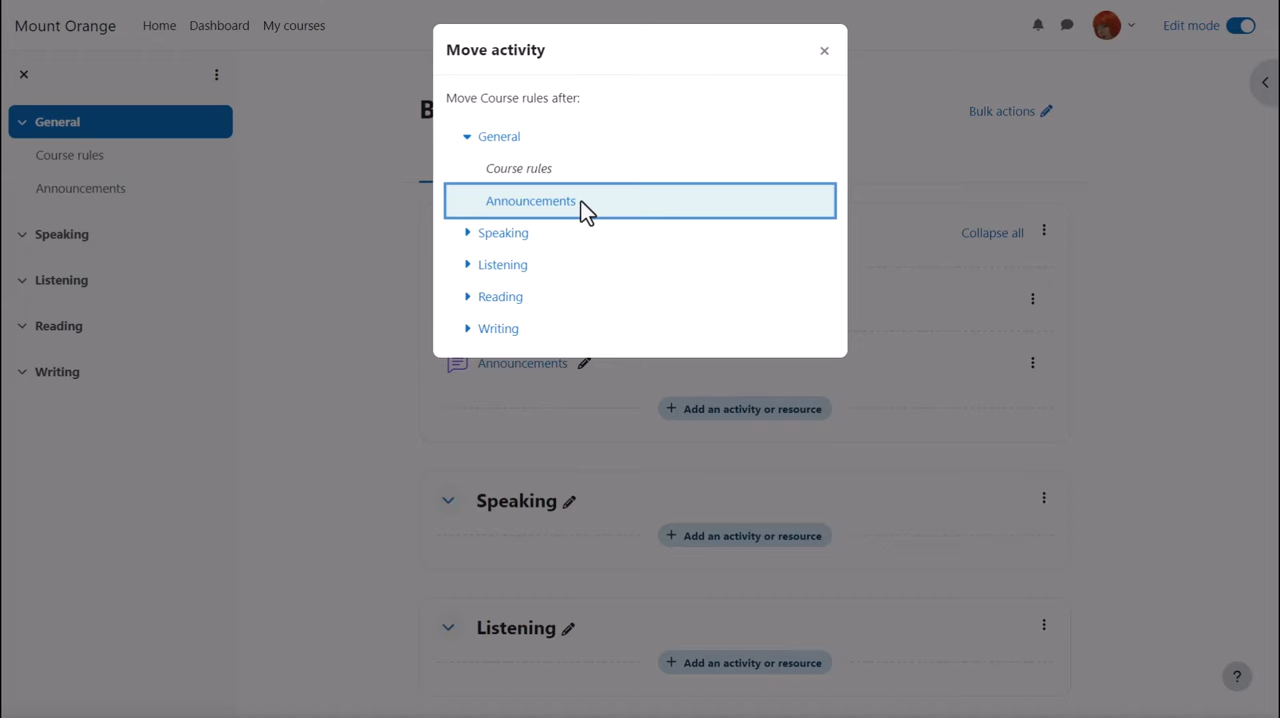 Mount Orange Home Dashboard My courses Edit mode
Move activity
Move Course rules after:
General
Course rules
Announcements
Speaking
Listening
Reading
Writing
General
Course rules
Announcements
Speaking
Listening
Reading
Writing
B
Bulk actions
Collapse all
Announcements
+ Add an activity or resource
Speaking
+ Add an activity or resource
Listening
+ Add an activity or resource
?